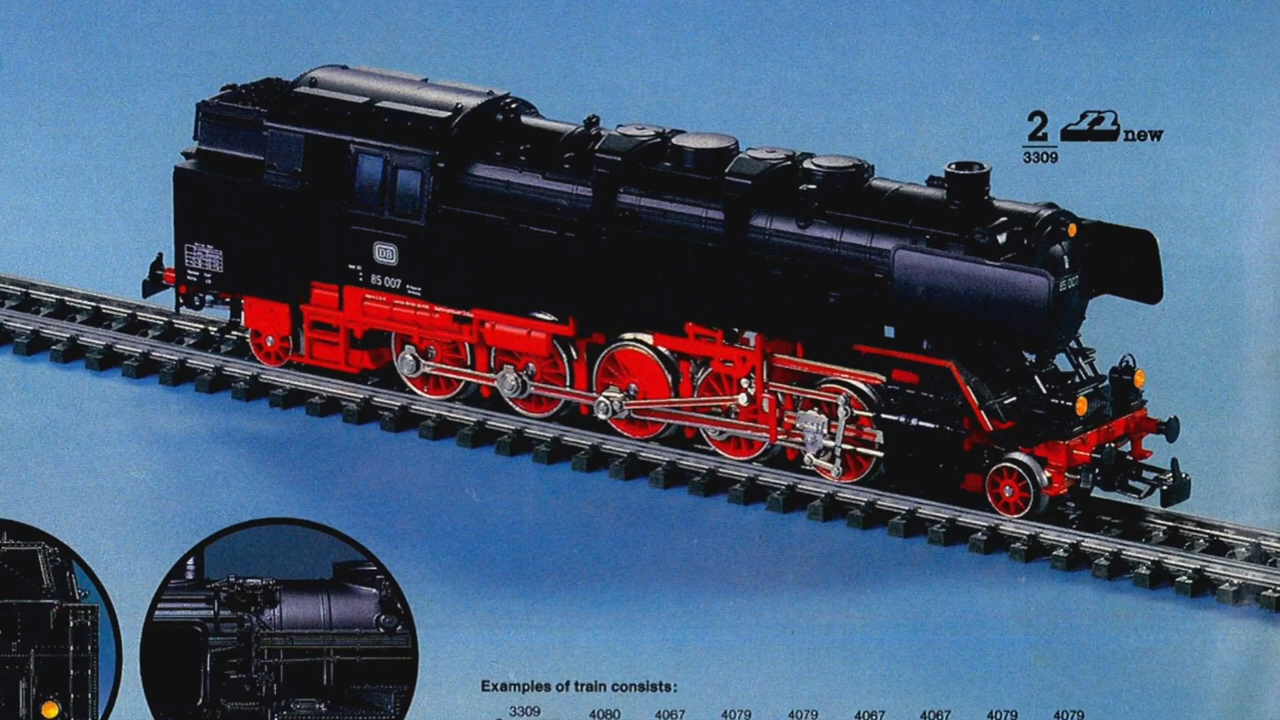 2 new
3309
DB
85 007
85 007
Examples of train consists:
3309 4080 4067 4079 4079 4067 4067 4079 4079